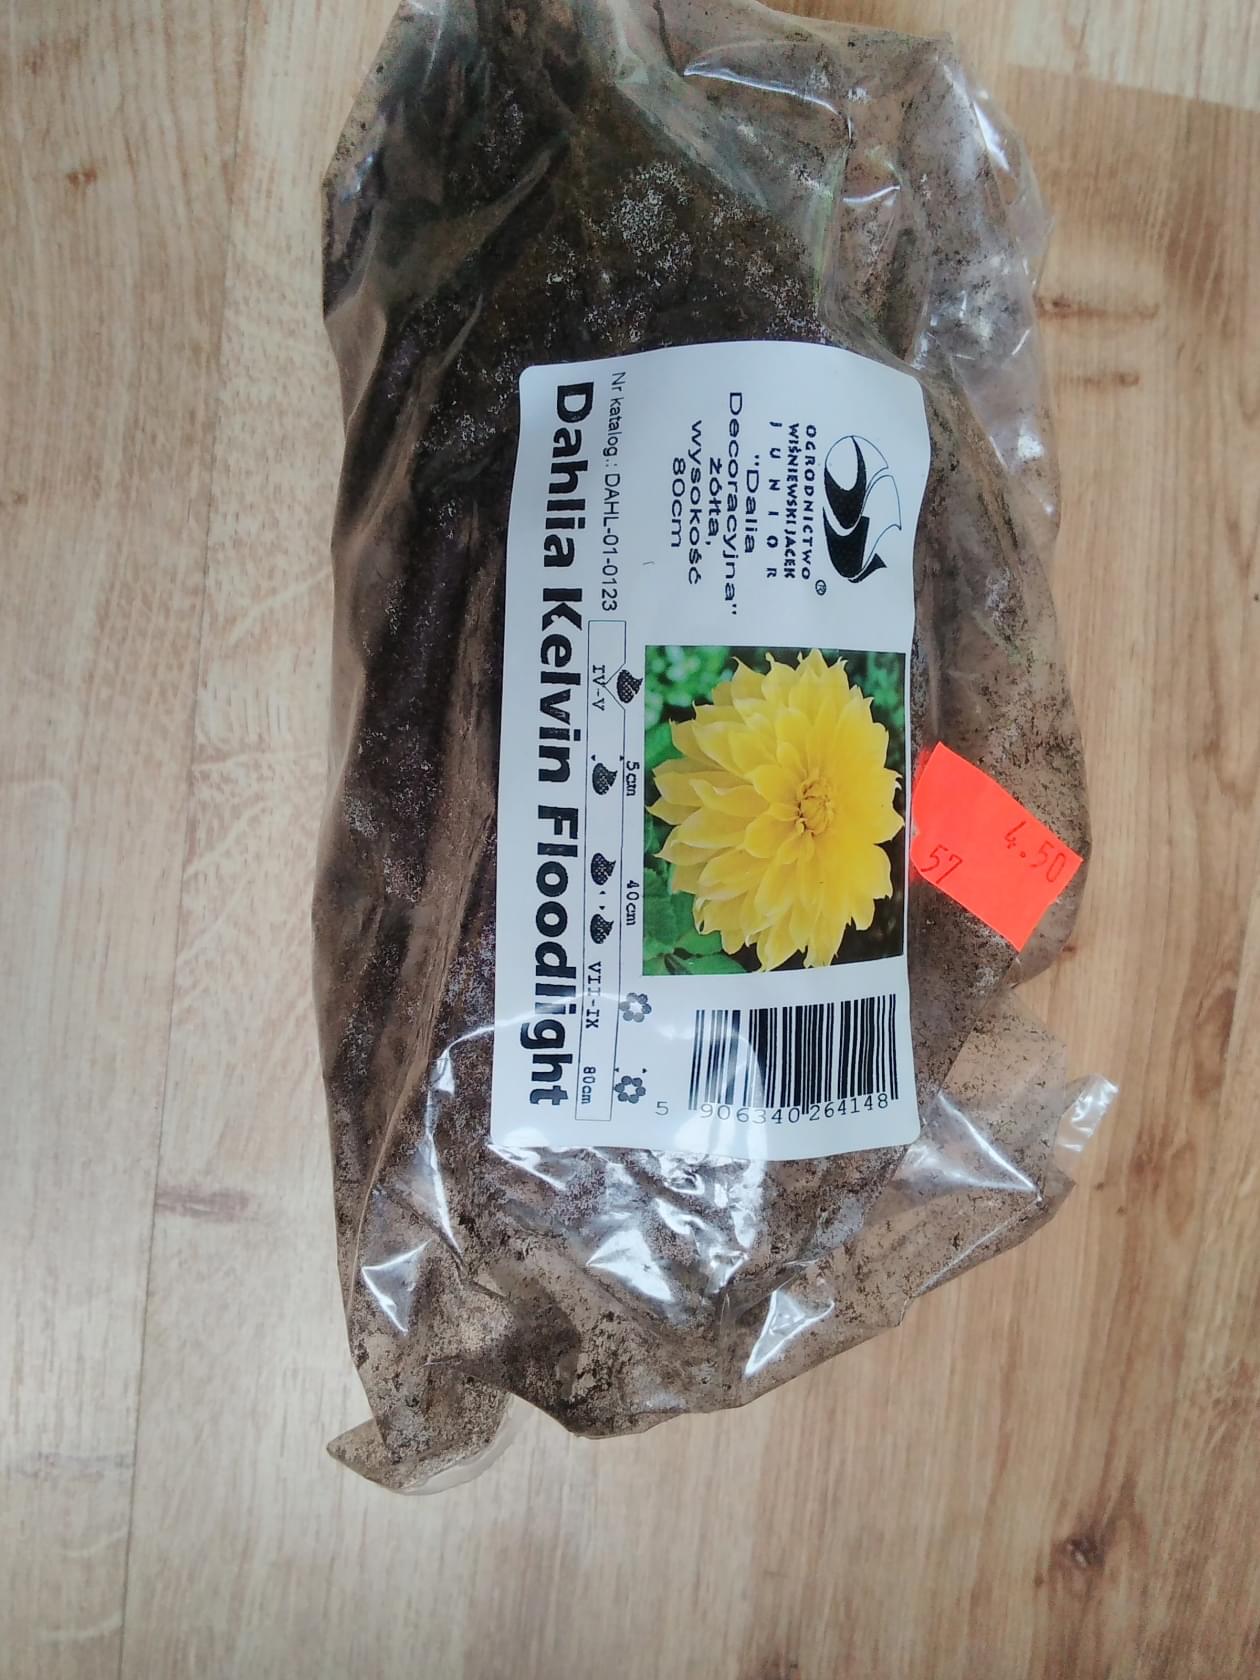 OGRODNICTWO
WIŚNIEWSKI JACEK
JUNIOR
®
"Dalia
Decoracyjna"
żółta,
wysokość
80cm
Nr katalog.: DAHL-01-0123
IV-V
5cm
40cm
VII-IX
80cm
Dahlia Kelvin Floodlight
5 906340 264148
4.50
57